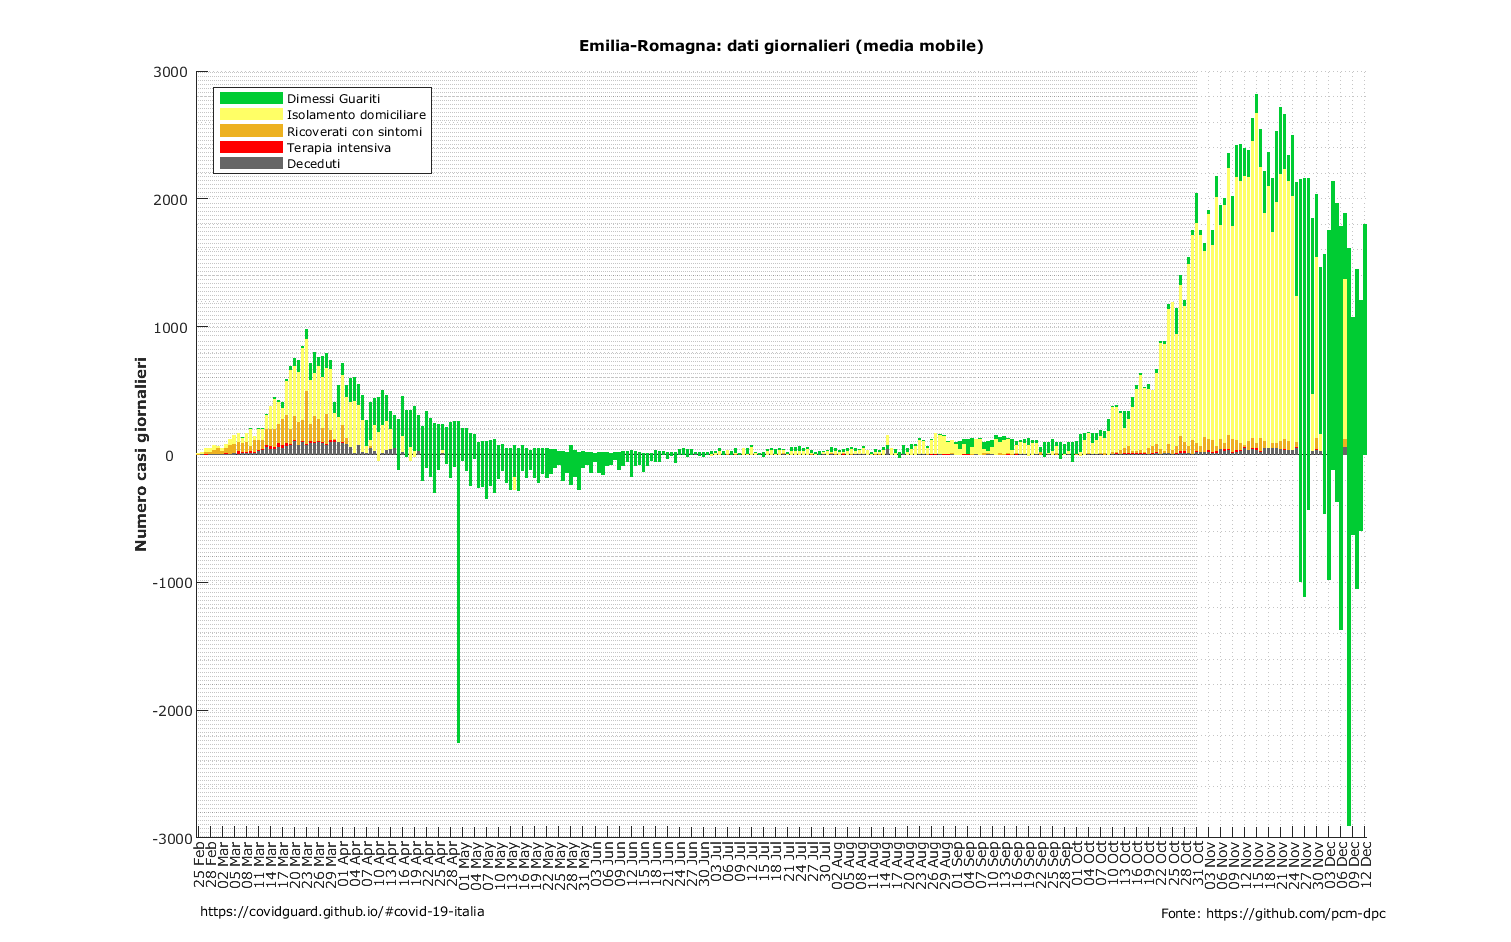 Emilia-Romagna: dati giornalieri (media mobile)
Dimessi Guariti
Isolamento domiciliare
Ricoverati con sintomi
Terapia intensiva
Deceduti
Numero casi giornalieri
3000
2000
1000
0
-1000
-2000
-3000
25 Feb
28 Feb
02 Mar
05 Mar
08 Mar
11 Mar
14 Mar
17 Mar
20 Mar
23 Mar
26 Mar
29 Mar
01 Apr
04 Apr
07 Apr
10 Apr
13 Apr
16 Apr
19 Apr
22 Apr
25 Apr
28 Apr
01 May
04 May
07 May
10 May
13 May
16 May
19 May
22 May
25 May
28 May
31 May
03 Jun
06 Jun
09 Jun
12 Jun
15 Jun
18 Jun
21 Jun
24 Jun
27 Jun
30 Jun
03 Jul
06 Jul
09 Jul
12 Jul
15 Jul
18 Jul
21 Jul
24 Jul
27 Jul
30 Jul
02 Aug
05 Aug
08 Aug
11 Aug
14 Aug
17 Aug
20 Aug
23 Aug
26 Aug
29 Aug
01 Sep
04 Sep
07 Sep
10 Sep
13 Sep
16 Sep
19 Sep
22 Sep
25 Sep
28 Sep
01 Oct
04 Oct
07 Oct
10 Oct
13 Oct
16 Oct
19 Oct
22 Oct
25 Oct
28 Oct
31 Oct
03 Nov
06 Nov
09 Nov
12 Nov
15 Nov
18 Nov
21 Nov
24 Nov
27 Nov
30 Nov
03 Dec
06 Dec
09 Dec
12 Dec
https://covidguard.github.io/#covid-19-italia
Fonte: https://github.com/pcm-dpc